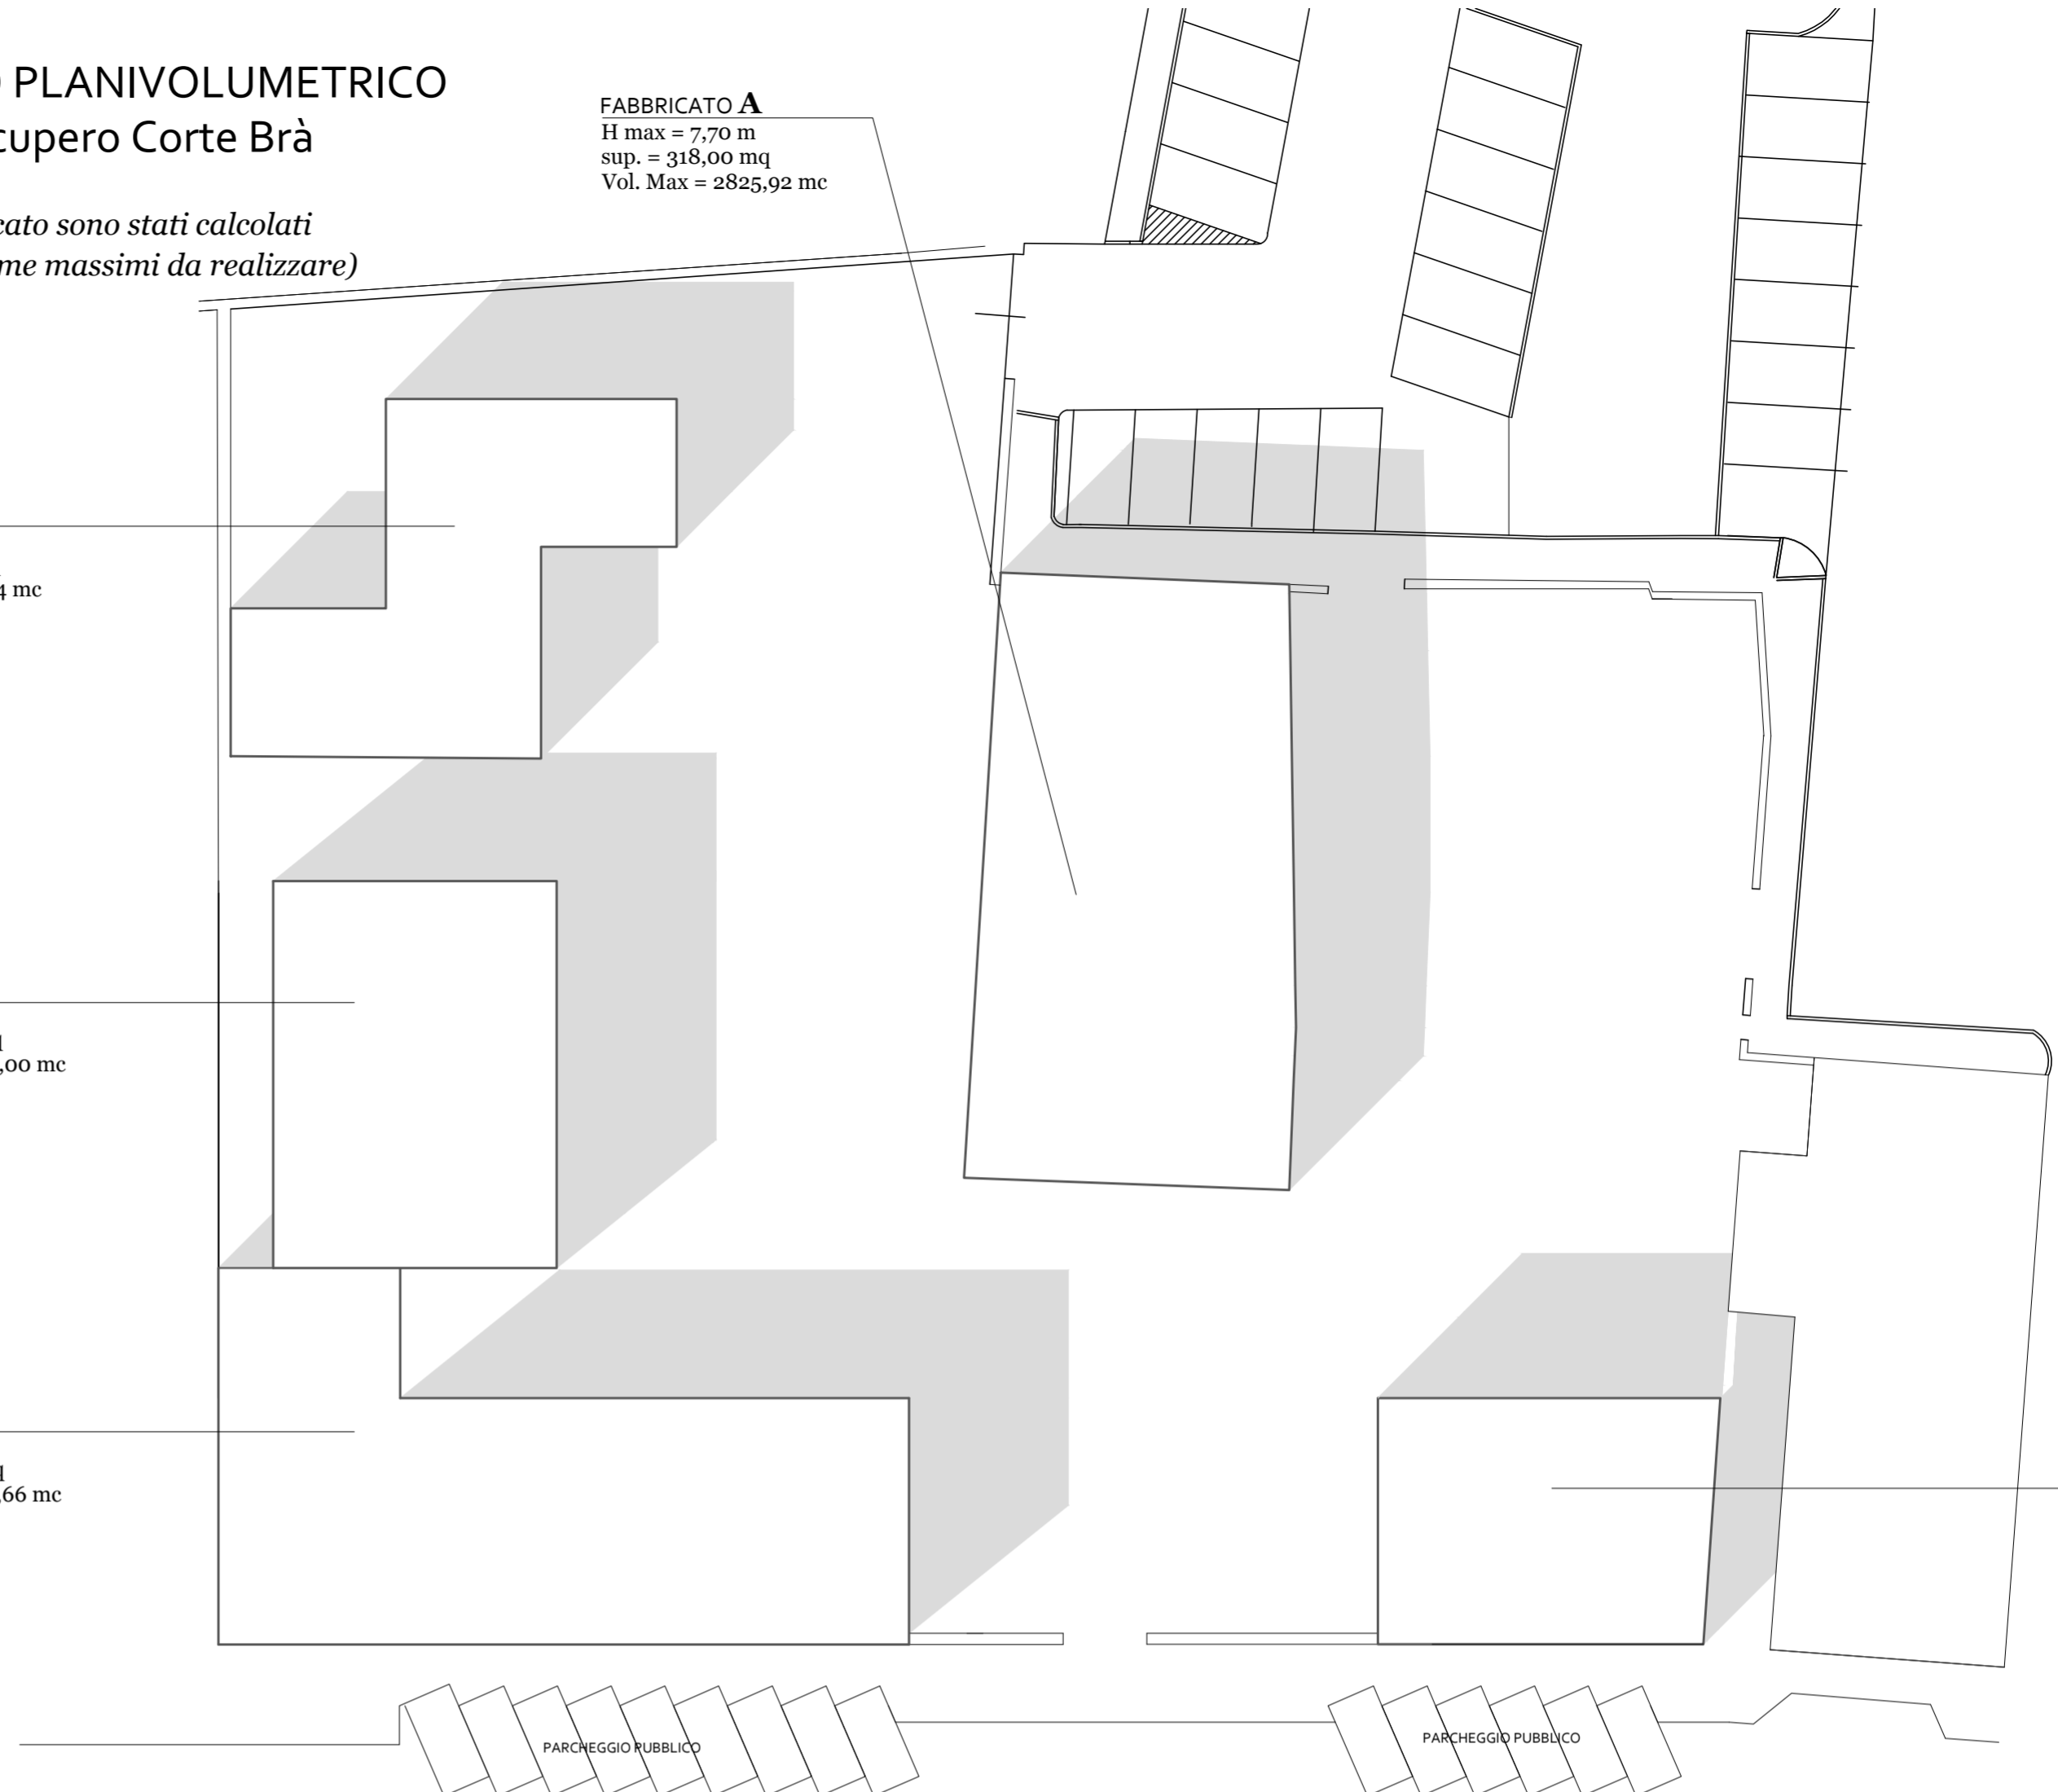 PLANIVOLUMETRICO
cupero Corte Brà
cato sono stati calcolati
me massimi da realizzare)
FABBRICATO A
H max = 7,70 m
sup. = 318,00 mq
Vol. Max = 2825,92 mc
4 mc
,00 mc
,66 mc
PARCHEGGIO PUBBLICO
PARCHEGGIO PUBBLICO